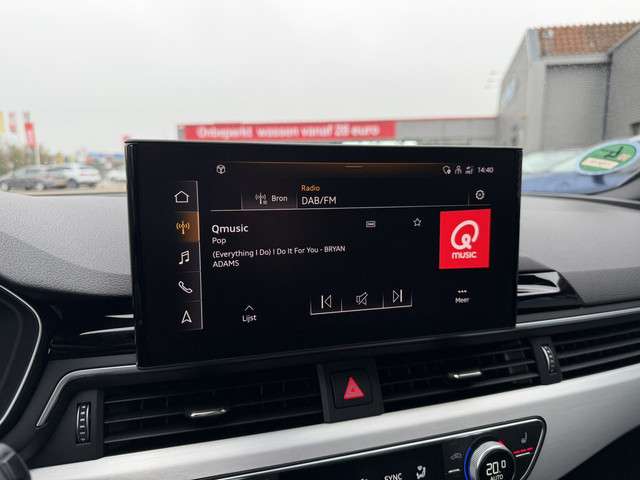 Onbeperkt wassen vanaf 28 euro
14:40
Bron
Radio
DAB/FM
Qmusic
Pop
(Everything I Do) I Do It For You - BRYAN
ADAMS
Q
MUSIC
Lijst
Meer
SYNC
20.0